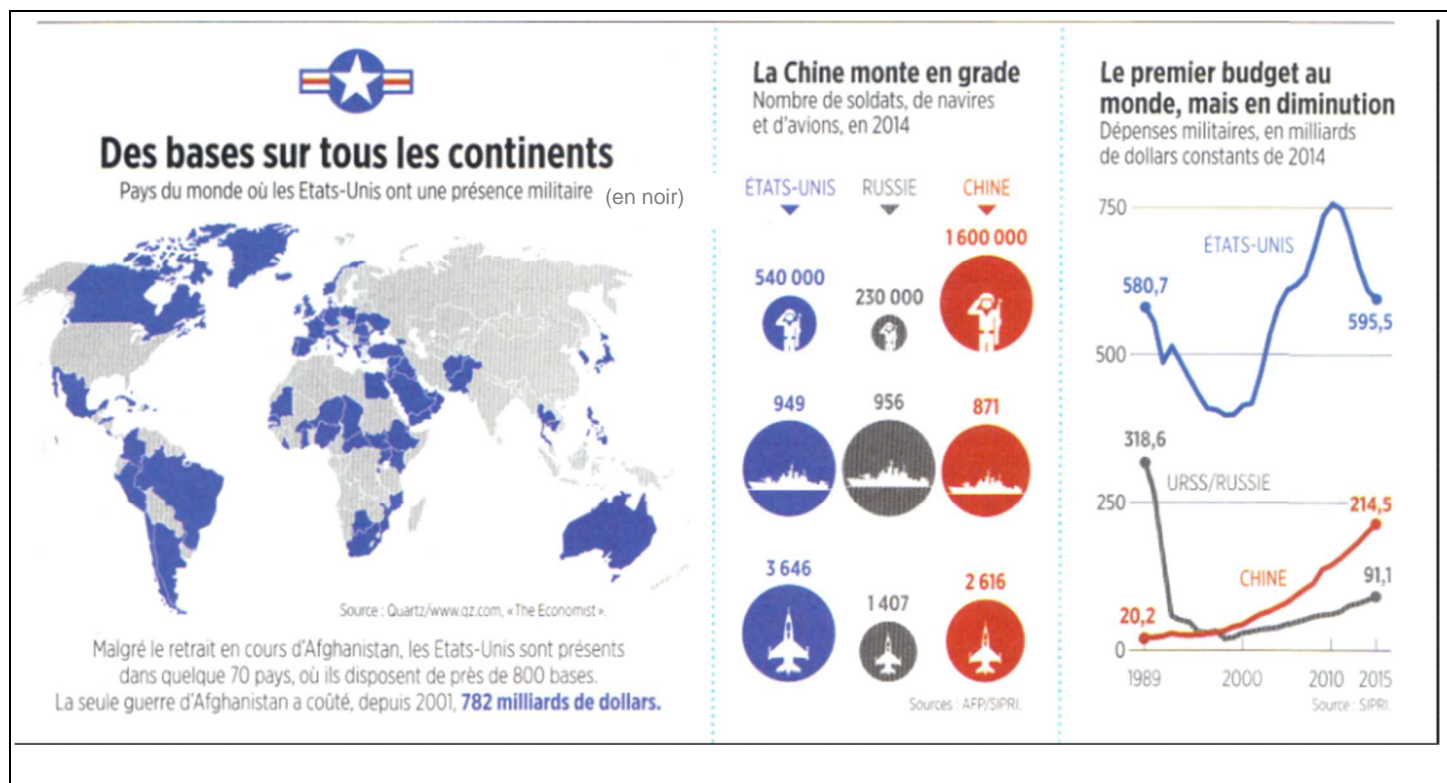 Des bases sur tous les continents
Pays du monde où les Etats-Unis ont une présence militaire (en noir)
Source : Quartz/www.qz.com, « The Economist ».
Malgré le retrait en cours d'Afghanistan, les Etats-Unis sont présents
dans quelque 70 pays, où ils disposent de près de 800 bases.
La seule guerre d'Afghanistan a coûté, depuis 2001, 782 milliards de dollars.
La Chine monte en grade
Nombre de soldats, de navires
et d'avions, en 2014
ÉTATS-UNIS RUSSIE CHINE
540 000 230 000 1 600 000
949 956 871
3 646 1 407 2 616
Sources : AFP/SIPRI.
Le premier budget au
monde, mais en diminution
Dépenses militaires, en milliards
de dollars constants de 2014
750
ÉTATS-UNIS
580,7
595,5
500
318,6
URSS/RUSSIE
250
214,5
CHINE
91,1
20,2
0
1989 2000 2010 2015
Source : SIPRI.